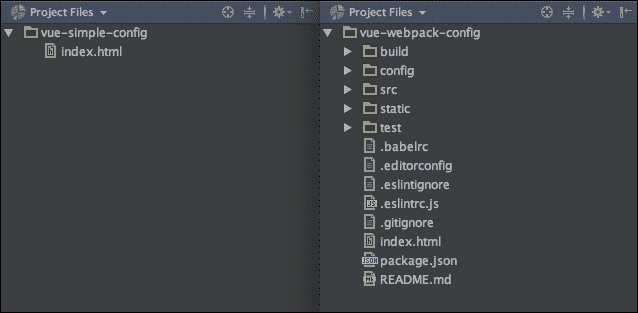 Project Files
vue-simple-config
index.html
Project Files
vue-webpack-config
build
config
src
static
test
.babelrc
.editorconfig
.eslintignore
.eslintrc.js
.gitignore
index.html
package.json
README.md